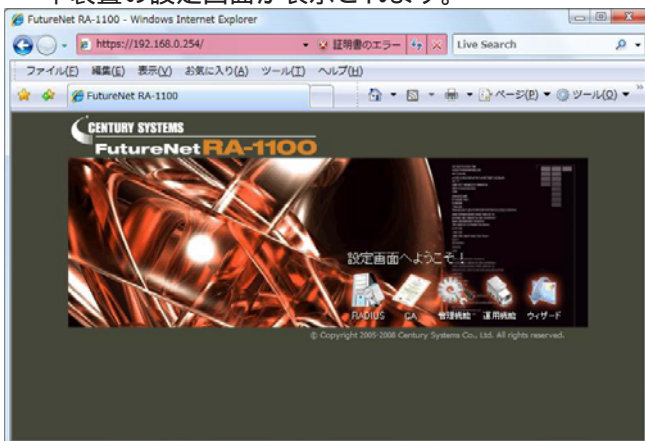 本装置の設定画面が表示されます。
FutureNet RA-1100 - Windows Internet Explorer
https://192.168.0.254/
証明書のエラー
Live Search
ファイル(F) 編集(E) 表示(V) お気に入り(A) ツール(T) ヘルプ(H)
FutureNet RA-1100
ページ(P) ツール(O)
CENTURY SYSTEMS
FutureNet RA-1100
設定画面へようこそ!
RADIUS CA 管理機能 運用機能 ウィザード
© Copyright 2005-2008 Century Systems Co., Ltd. All rights reserved.